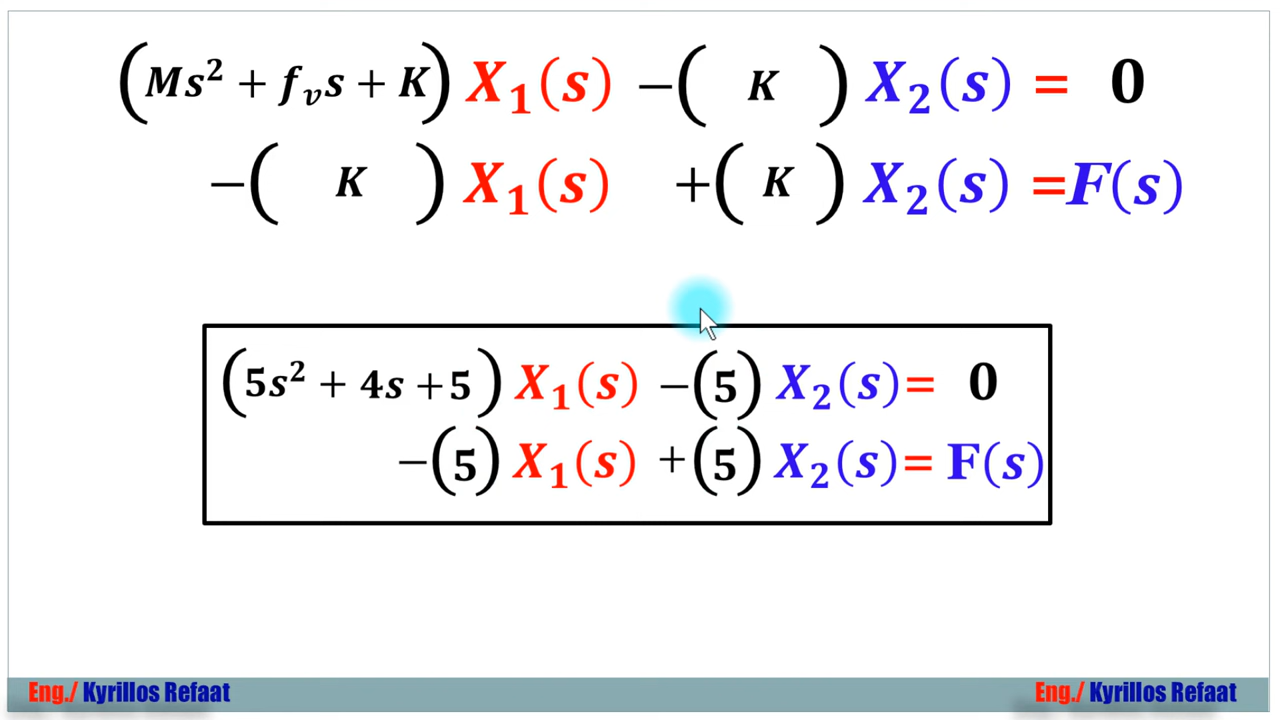 (Ms² + fᵥs + K) X₁(s) −( K ) X₂(s) = 0
−( K ) X₁(s) +( K ) X₂(s) =F(s)
(5s² + 4s +5) X₁(s) −(5) X₂(s)= 0
−(5) X₁(s) +(5) X₂(s)= F(s)
Eng./ Kyrillos Refaat Eng./ Kyrillos Refaat